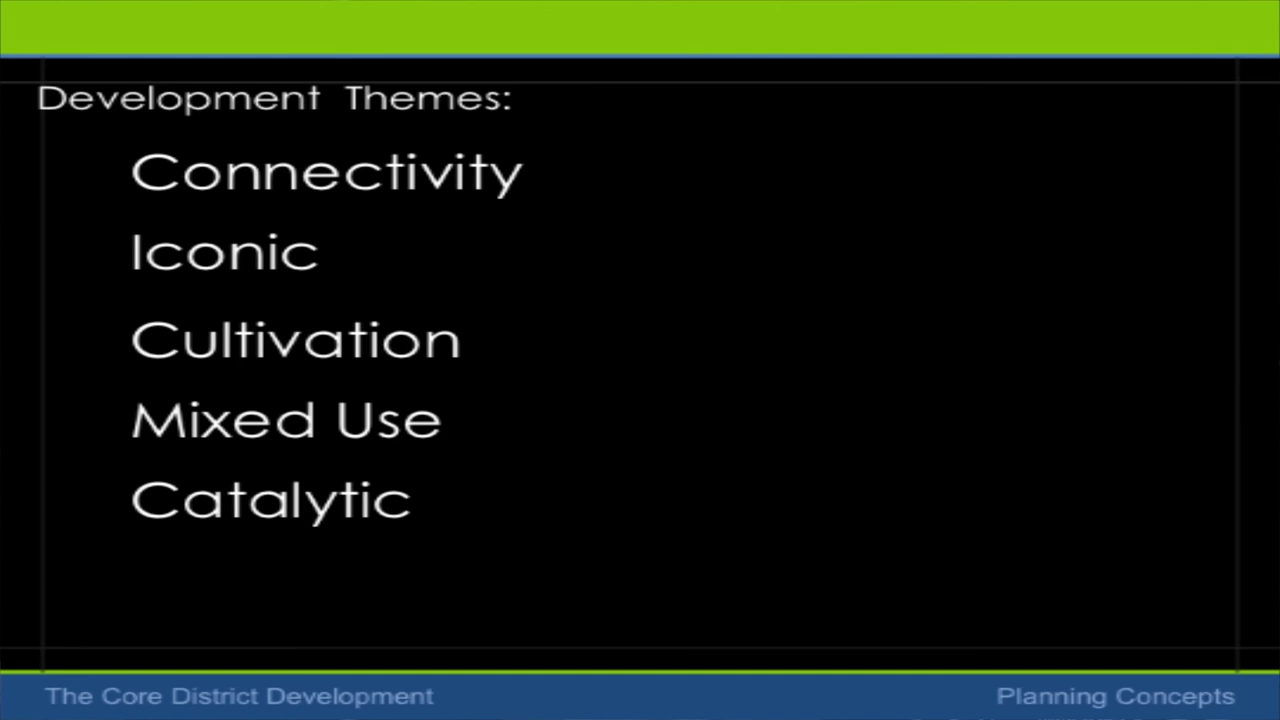 Development Themes:
Connectivity
Iconic
Cultivation
Mixed Use
Catalytic
The Core District Development
Planning Concepts